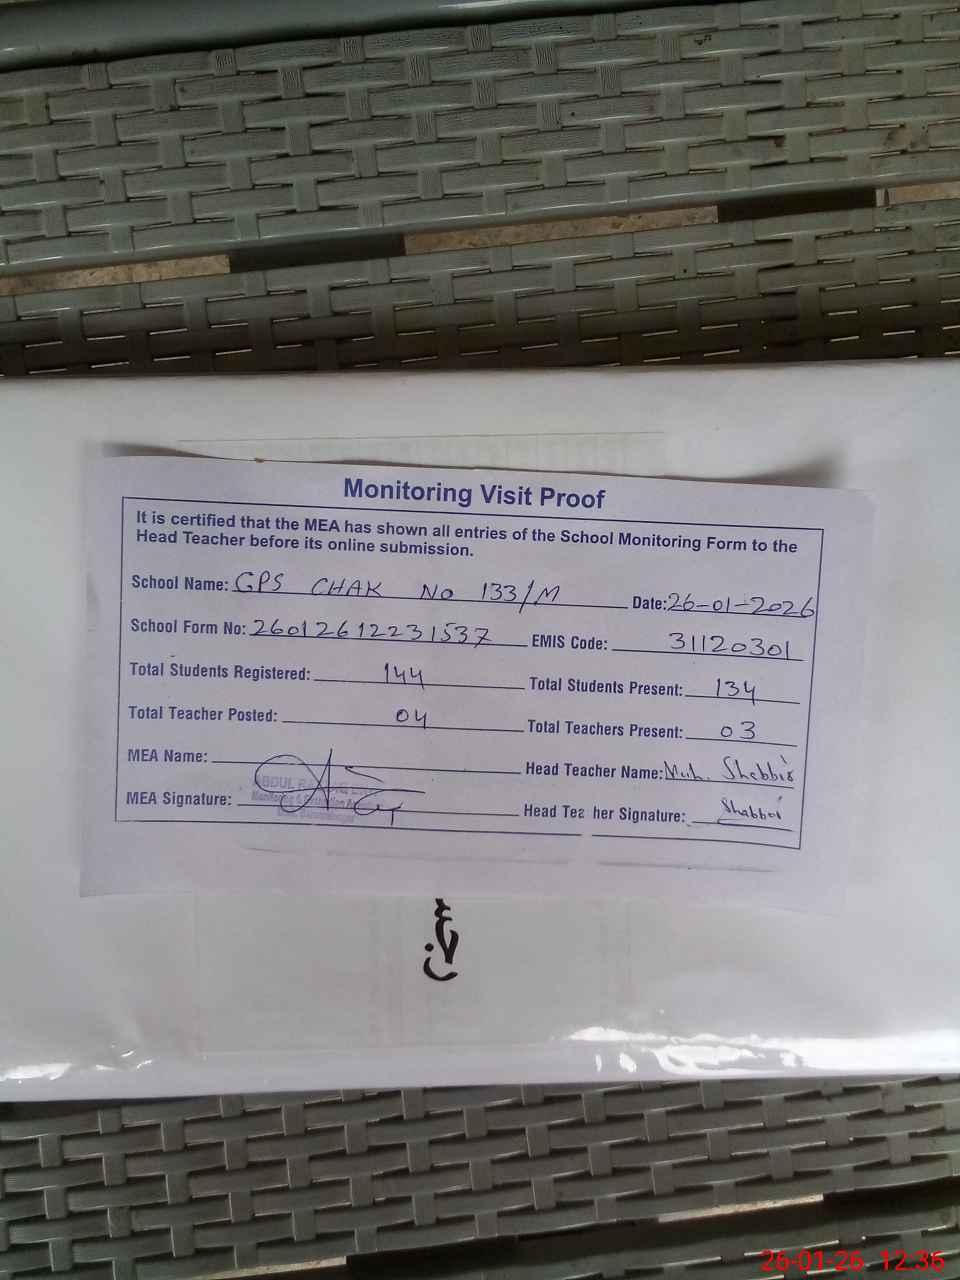 Monitoring Visit Proof
It is certified that the MEA has shown all entries of the School Monitoring Form to the
Head Teacher before its online submission.
School Name: GPS CHAK No 133/M Date: 26-01-2026
School Form No: 26012612231537 EMIS Code: 31120301
Total Students Registered: 144 Total Students Present: 134
Total Teacher Posted: 04 Total Teachers Present: 03
MEA Name: Head Teacher Name: Muh. Shabbir
ABDUL
Monitoring & Evaluation
MEA Signature: Head Teacher Signature: Shabbir
26-01-26 12:36